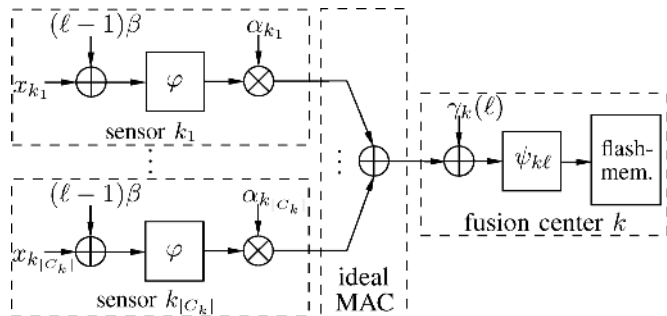 (ℓ − 1)β
α_{k_1}
x_{k_1}
φ
sensor k_1
⋮
(ℓ − 1)β
α_{k_{|C_k|}}
x_{k_{|C_k|}}
φ
sensor k_{|C_k|}
⋮
ideal
MAC
γ_k(ℓ)
ψ_{kℓ}
flash-
mem.
fusion center k